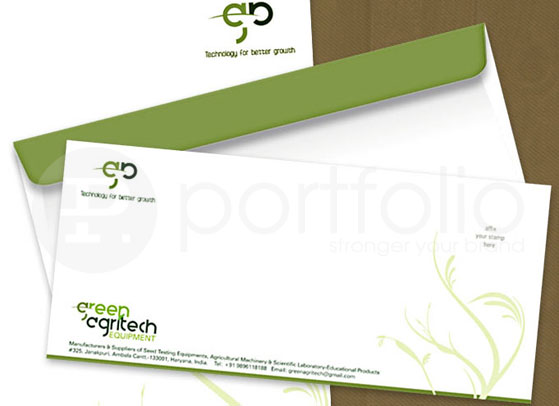 Technology for better growth
Technology for better growth
affix
your stamp
here
portfolio
stronger your brand
green
agritech
EQUIPMENT
Manufacturers & Suppliers of Seed Testing Equipments, Agricultural Machinery & Scientific Laboratory-Educational Products
#325, Janakpuri, Ambala Cantt.-133001, Haryana, India Tel. +91 9896118188 Email: greenagritech@gmail.com